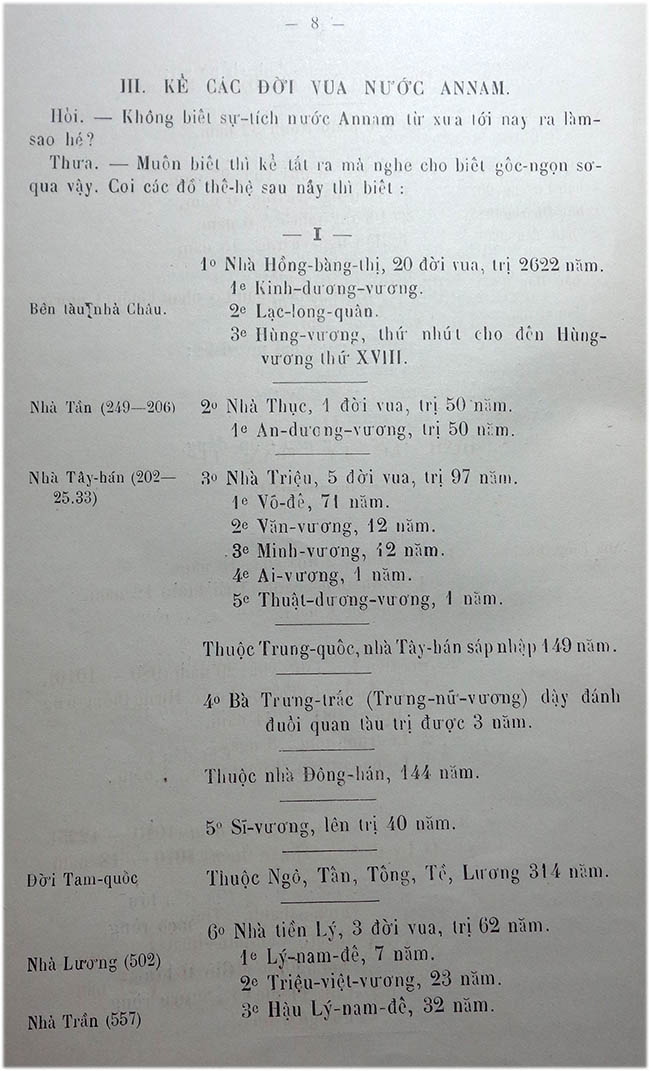 — 8 —
III. KỂ CÁC ĐỜI VUA NƯỚC ANNAM.
Hỏi. — Không biết sự-tích nước Annam từ xưa tới nay ra làm-
sao hé?
Thưa. — Muốn biết thì kể tắt ra mà nghe cho biết gốc-ngọn sơ-
qua vậy. Coi các đồ thế-hệ sau nầy thì biết :
— I —
1º Nhà Hồng-bàng-thị, 20 đời vua, trị 2622 năm.
1e Kinh-dương-vương.
Bên tàu nhà Châu.
2e Lạc-long-quân.
3e Hùng-vương, thứ nhứt cho đến Hùng-
vương thứ XVIII.
Nhà Tần (249—206)
2º Nhà Thục, 1 đời vua, trị 50 năm.
1e An-dương-vương, trị 50 năm.
Nhà Tây-hán (202—
25.33)
3º Nhà Triệu, 5 đời vua, trị 97 năm.
1e Võ-đế, 71 năm.
2e Văn-vương, 12 năm.
3e Minh-vương, 12 năm.
4e Ai-vương, 1 năm.
5e Thuật-dương-vương, 1 năm.
Thuộc Trung-quốc, nhà Tây-hán sáp nhập 149 năm.
4º Bà Trưng-trắc (Trưng-nữ-vương) dậy đánh
đuổi quan tàu trị được 3 năm.
Thuộc nhà Đông-hán, 144 năm.
5º Sĩ-vương, lên trị 40 năm.
Đời Tam-quốc
Thuộc Ngô, Tấn, Tống, Tề, Lương 314 năm.
6º Nhà tiền Lý, 3 đời vua, trị 62 năm.
Nhà Lương (502)
1e Lý-nam-đế, 7 năm.
2e Triệu-việt-vương, 23 năm.
Nhà Trần (557)
3e Hậu Lý-nam-đế, 32 năm.